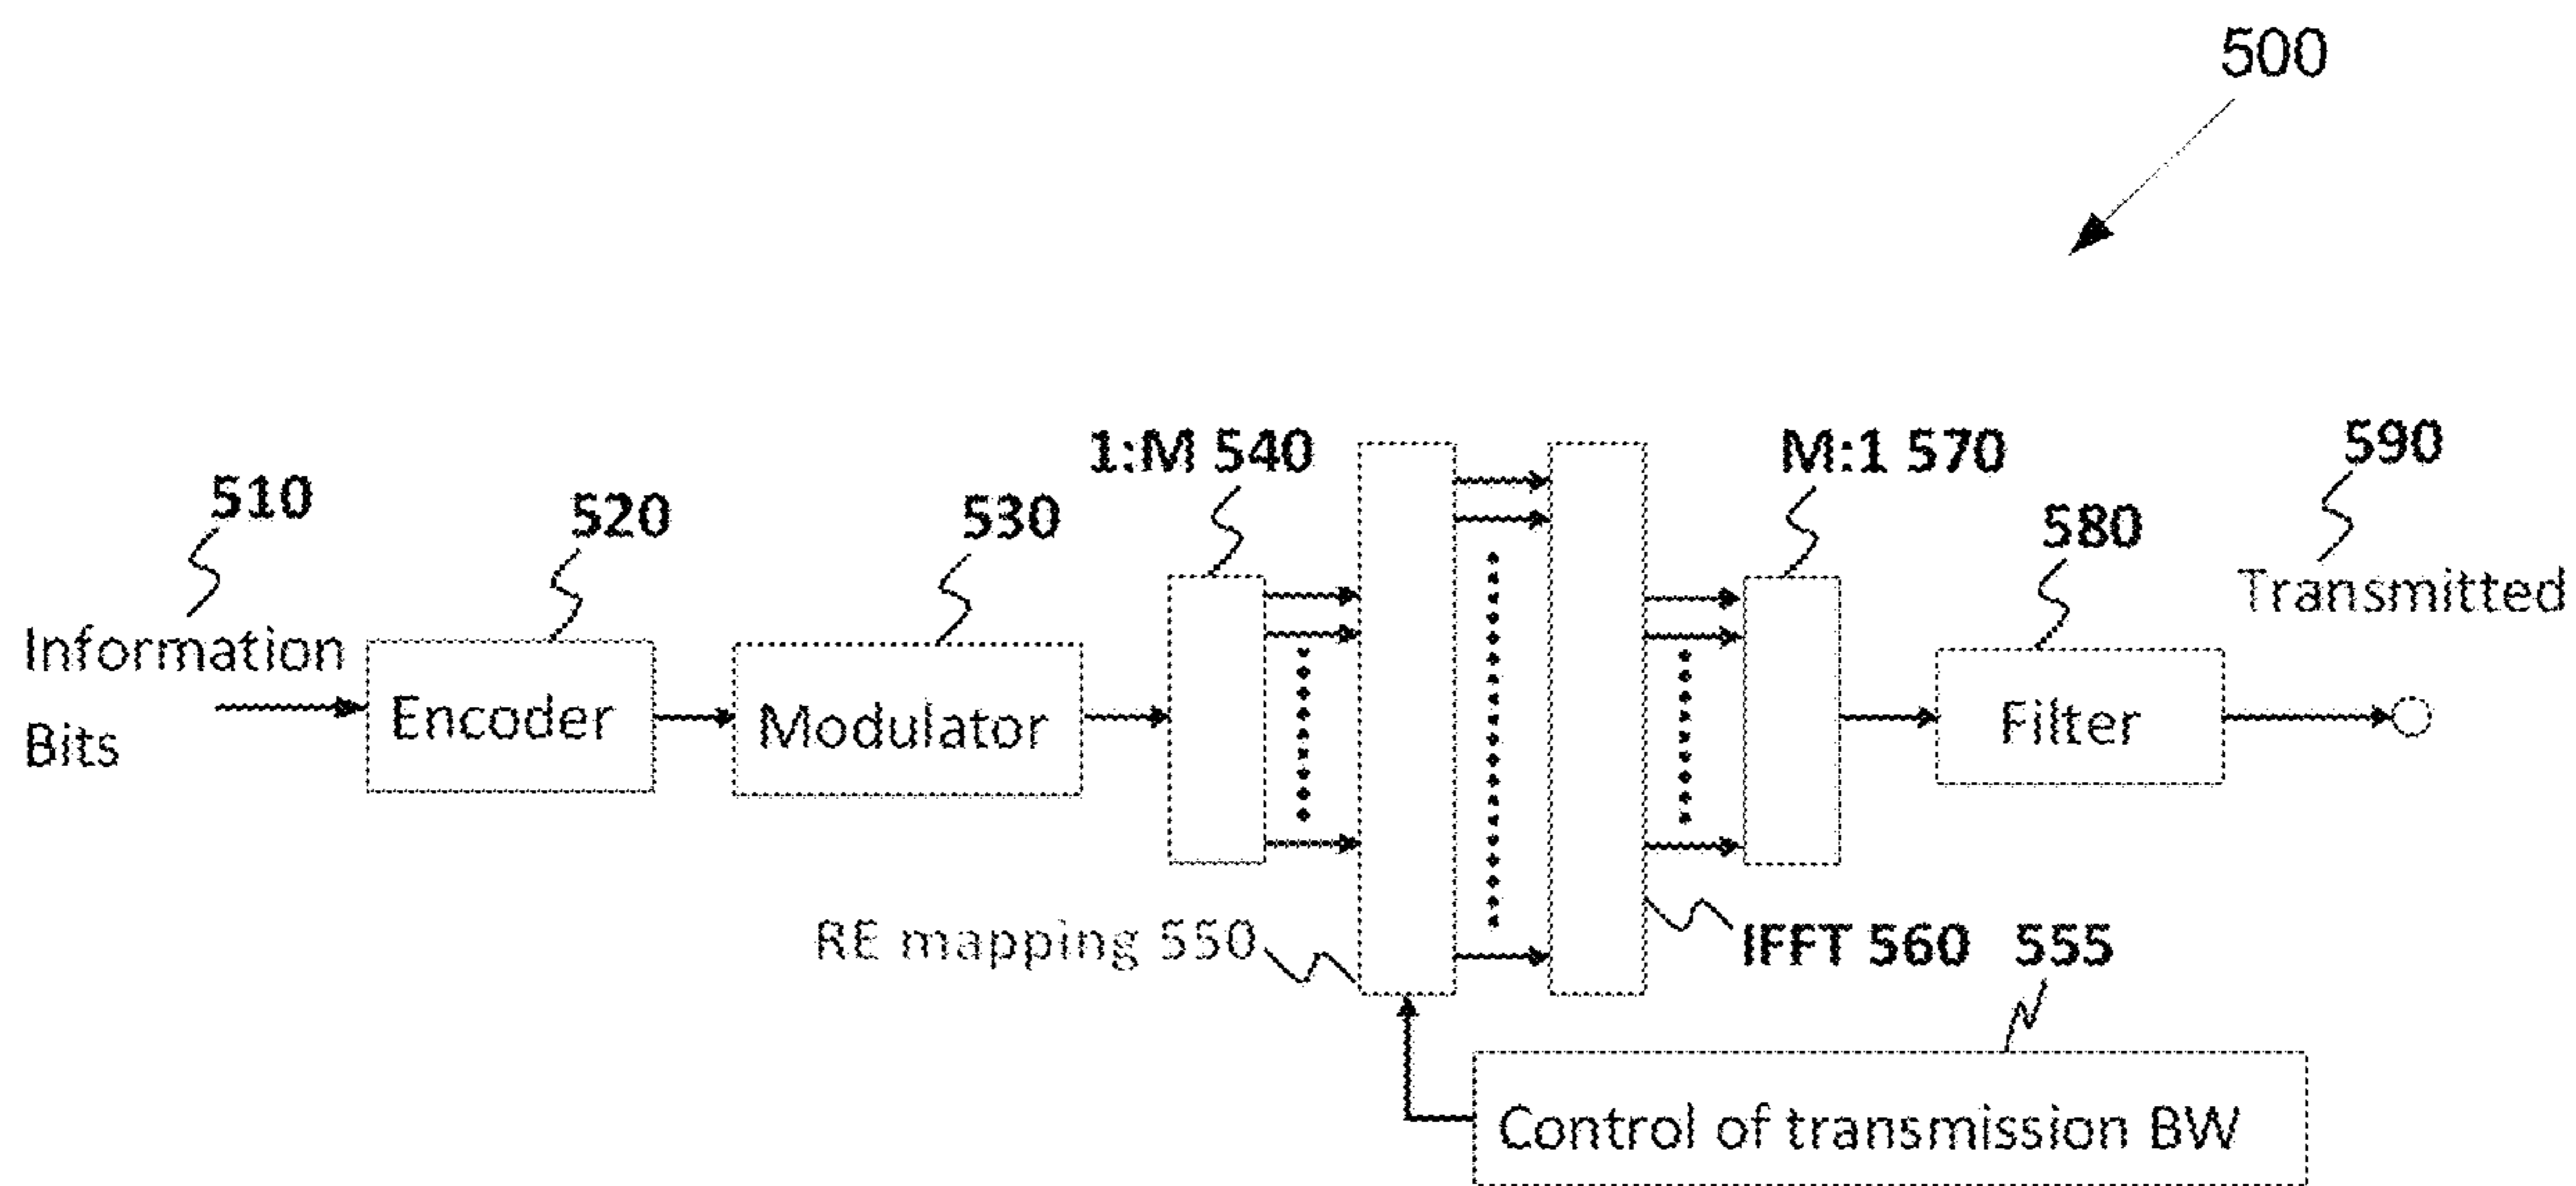 500
510
Information
Bits
520
Encoder
530
Modulator
1:M 540
RE mapping 550
IFFT 560
555
Control of transmission BW
M:1 570
580
Filter
590
Transmitted